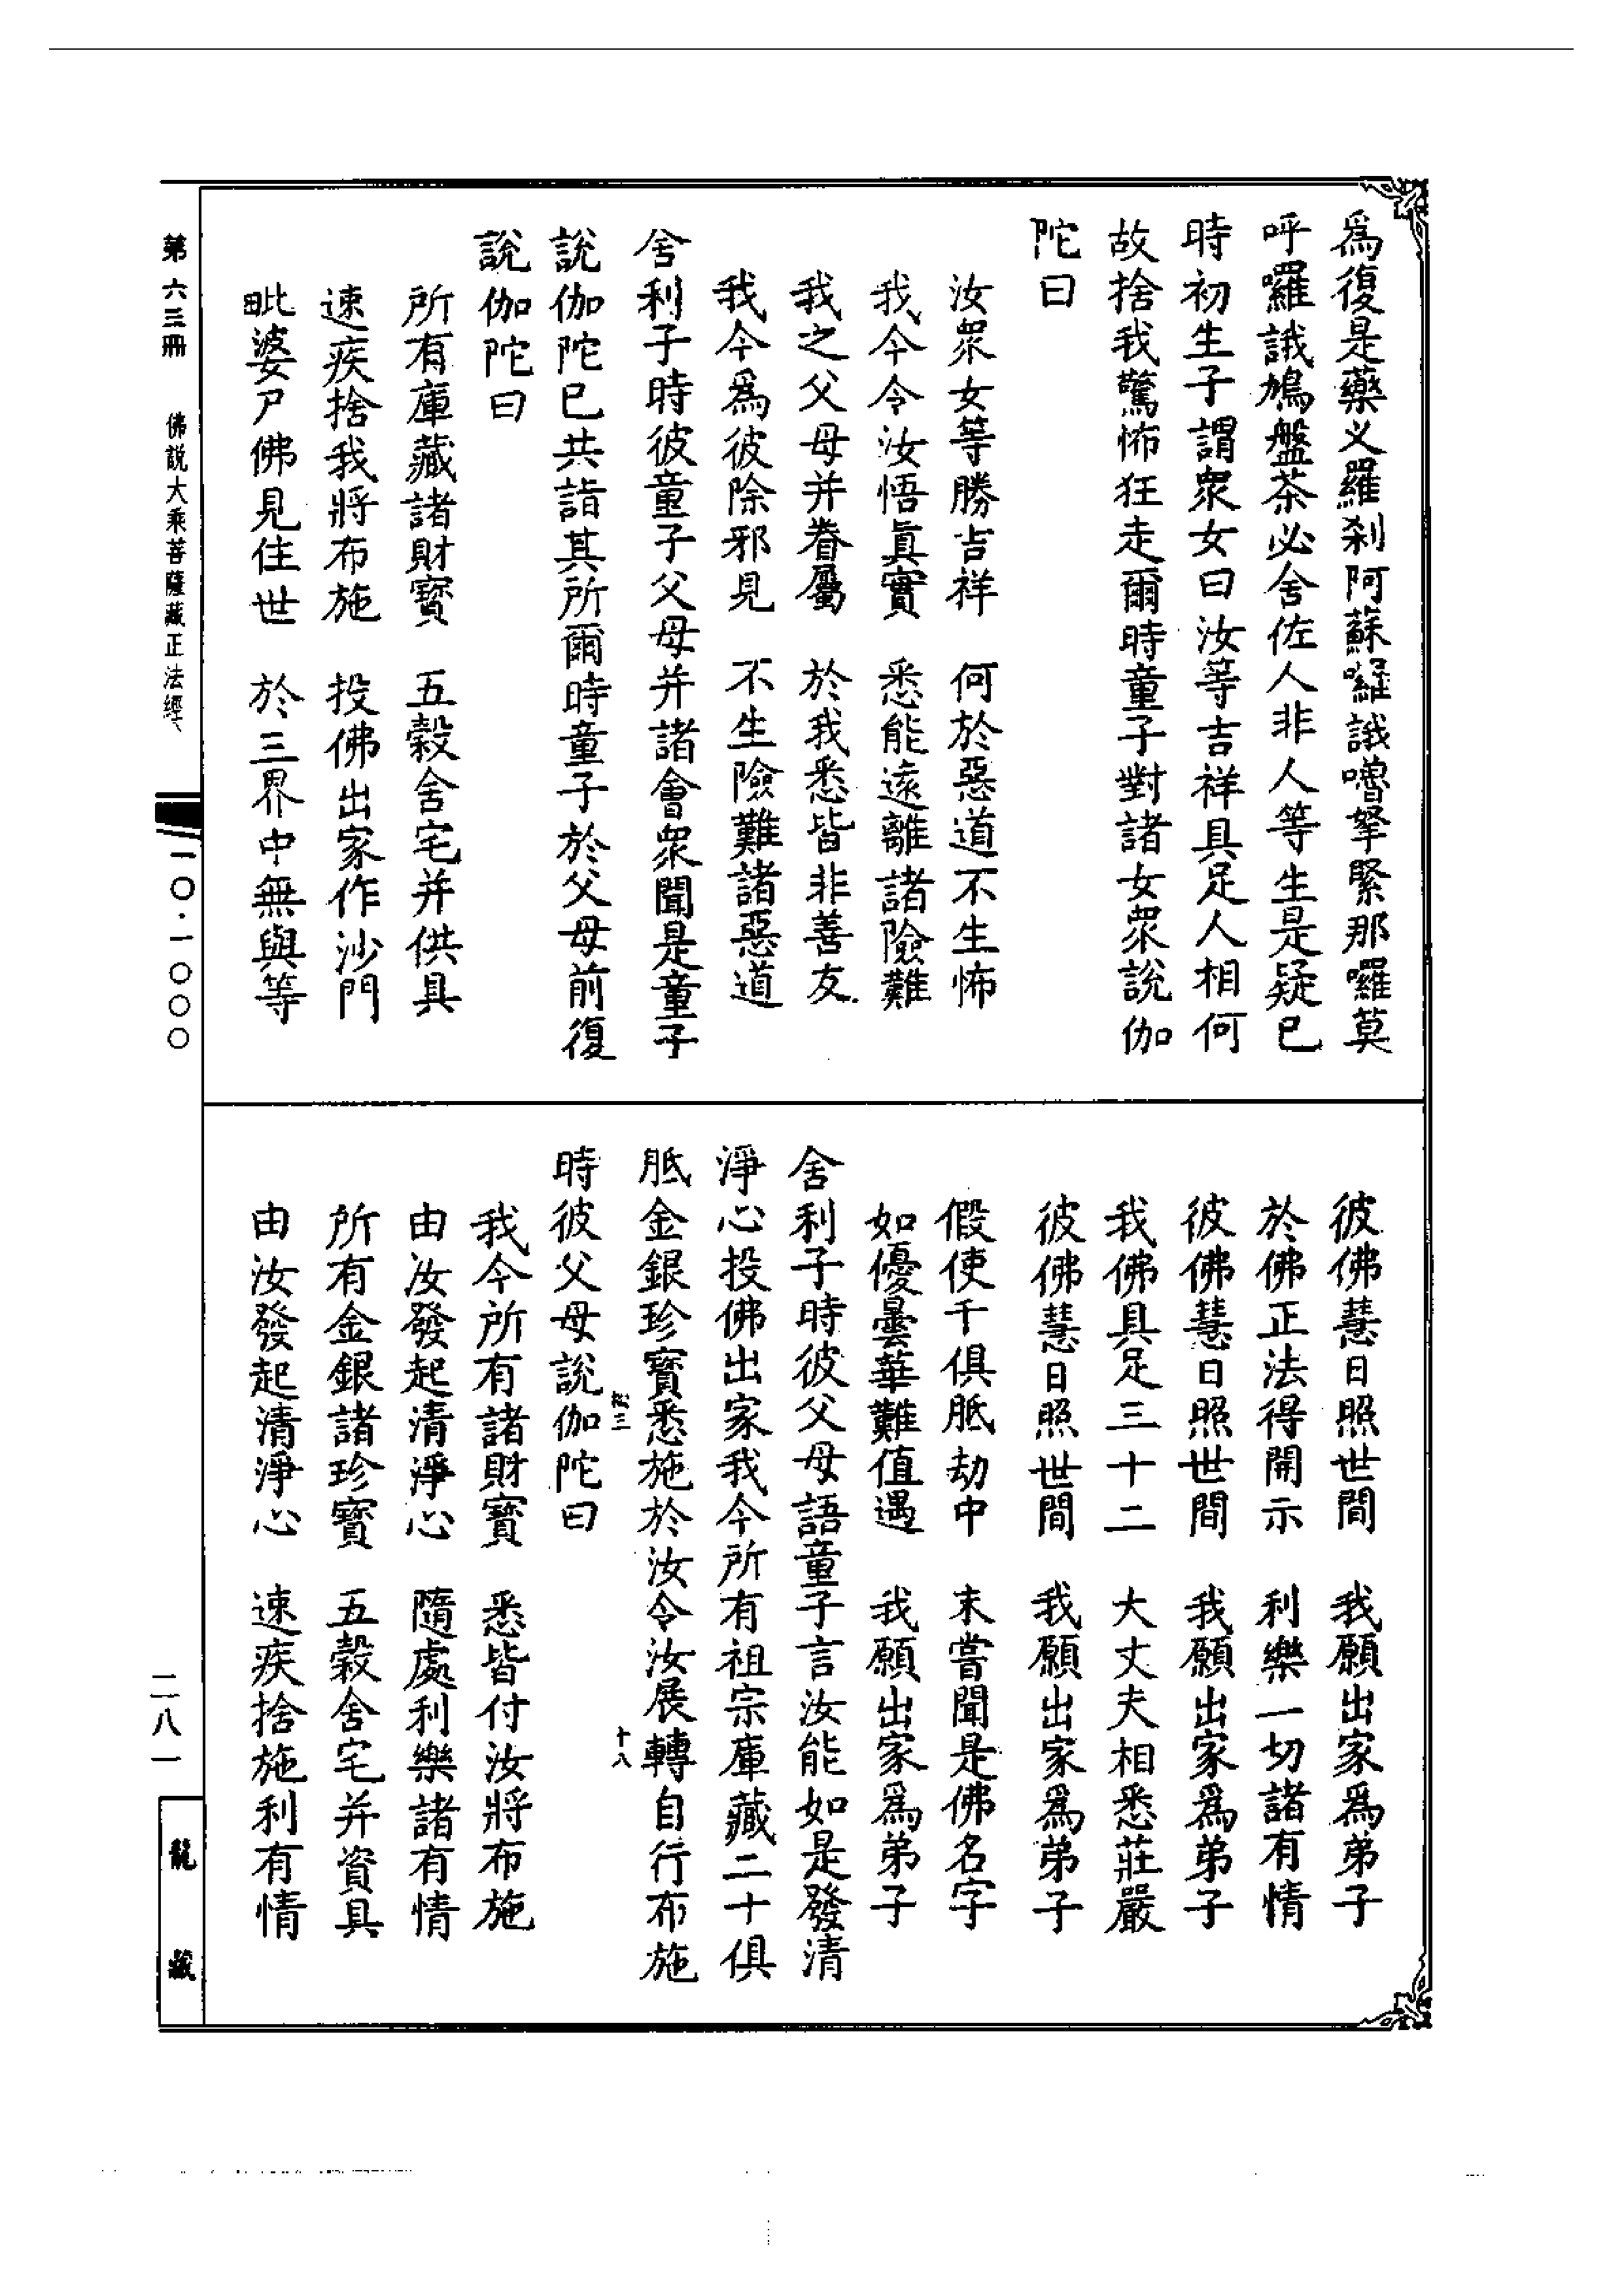 爲復是藥义羅刹阿蘇囉誐嚕拏緊那囉莫
呼囉誐鳩盤茶必舍佐人非人等生是疑已
時初生子謂衆女曰汝等吉祥具足人相何
故捨我驚怖狂走爾時童子對諸女衆説伽
陀曰
汝衆女等勝吉祥　何於惡道不生怖
我今令汝悟眞實　悉能遠離諸險難
我之父母并眷屬　於我悉皆非善友
我今爲彼除邪見　不生險難諸惡道
舍利子時彼童子父母并諸會衆聞是童子
説伽陀已共詣其所爾時童子於父母前復
説伽陀曰
所有庫藏諸財寳　五穀舍宅并供具
速疾捨我將布施　投佛出家作沙門
毗婆尸佛見住世　於三界中無與等
彼佛慧日照世間　我願出家爲弟子
於佛正法得開示　利樂一切諸有情
彼佛慧日照世間　我願出家爲弟子
我佛具足三十二　大丈夫相悉莊嚴
彼佛慧日照世間　我願出家爲弟子
假使千俱胝劫中　未嘗聞是佛名字
如優曇華難值遇　我願出家爲弟子
舍利子時彼父母語童子言汝能如是發清
淨心投佛出家我今所有祖宗庫藏二十俱
胝金銀珍寳悉施於汝令汝展轉自行布施
松三　十八
時彼父母説伽陀曰
我今所有諸財寳　悉皆付汝將布施
由汝發起清淨心　隨處利樂諸有情
所有金銀諸珍寳　五穀舍宅并資具
由汝發起清淨心　速疾捨施利有情
第六三冊　佛説大乘菩薩藏正法經　一〇·一〇〇〇　二八一　龍藏